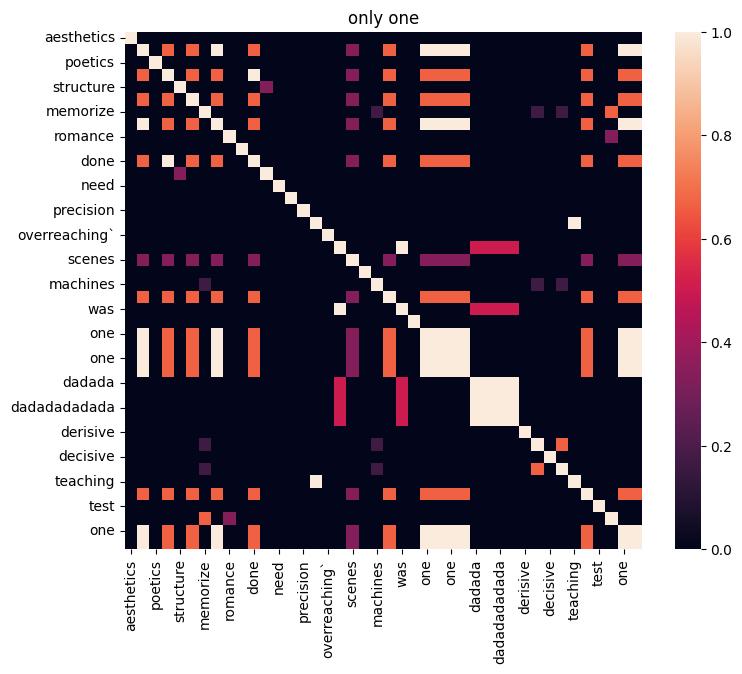 only one
aesthetics
poetics
structure
memorize
romance
done
need
precision
overreaching`
scenes
machines
was
one
one
dadada
dadadadadada
derisive
decisive
teaching
test
one
1.0
0.8
0.6
0.4
0.2
0.0
aesthetics
poetics
structure
memorize
romance
done
need
precision
overreaching`
scenes
machines
was
one
one
dadada
dadadadadada
derisive
decisive
teaching
test
one